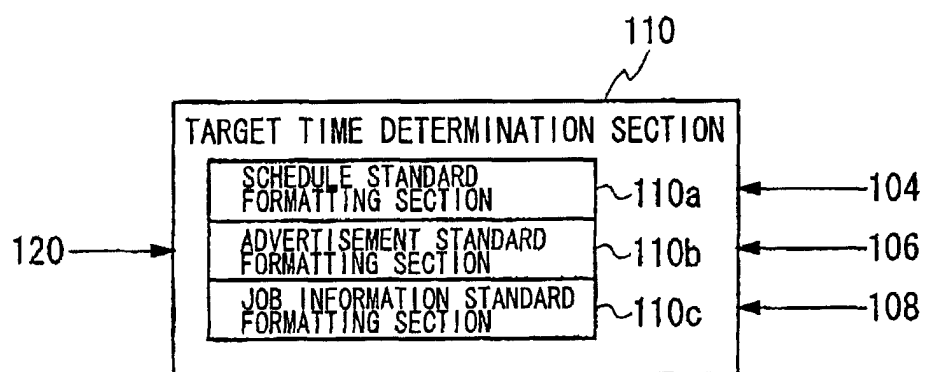 110
TARGET TIME DETERMINATION SECTION
SCHEDULE STANDARD
FORMATTING SECTION
110a
104
120
ADVERTISEMENT STANDARD
FORMATTING SECTION
110b
106
JOB INFORMATION STANDARD
FORMATTING SECTION
110c
108